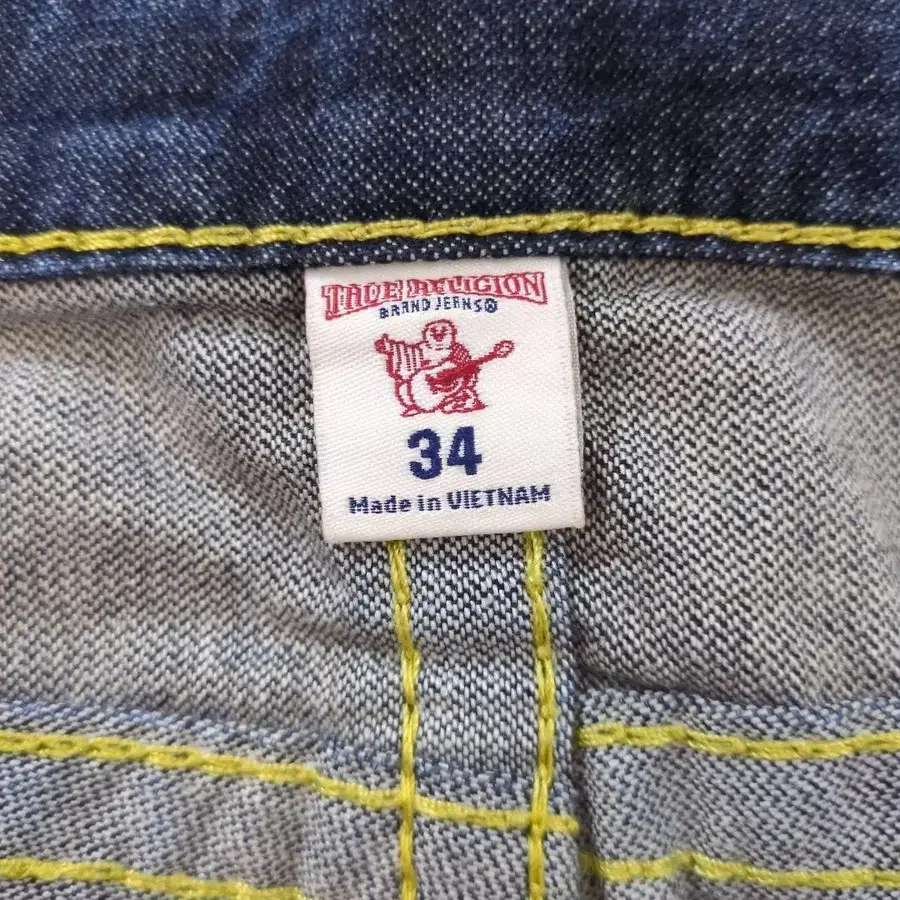 TRUE RELIGION
BRAND JEANS®
34
Made in VIETNAM